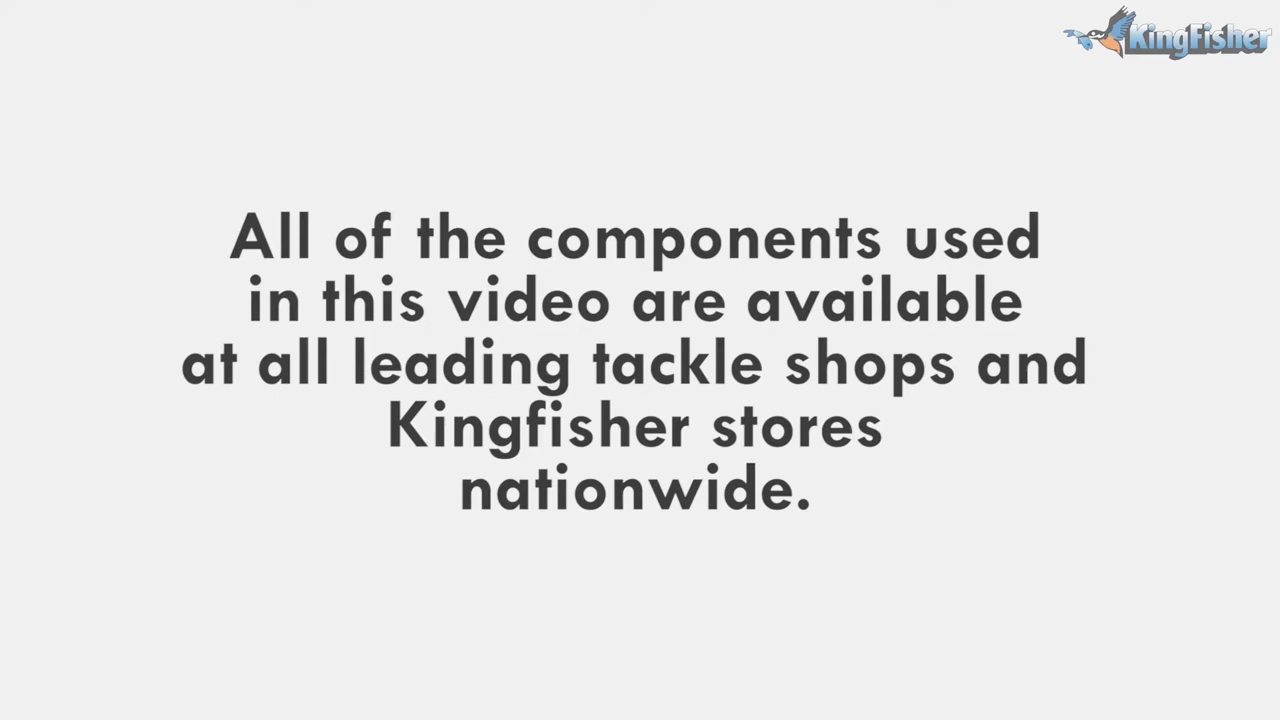 KingFisher
All of the components used
in this video are available
at all leading tackle shops and
Kingfisher stores
nationwide.